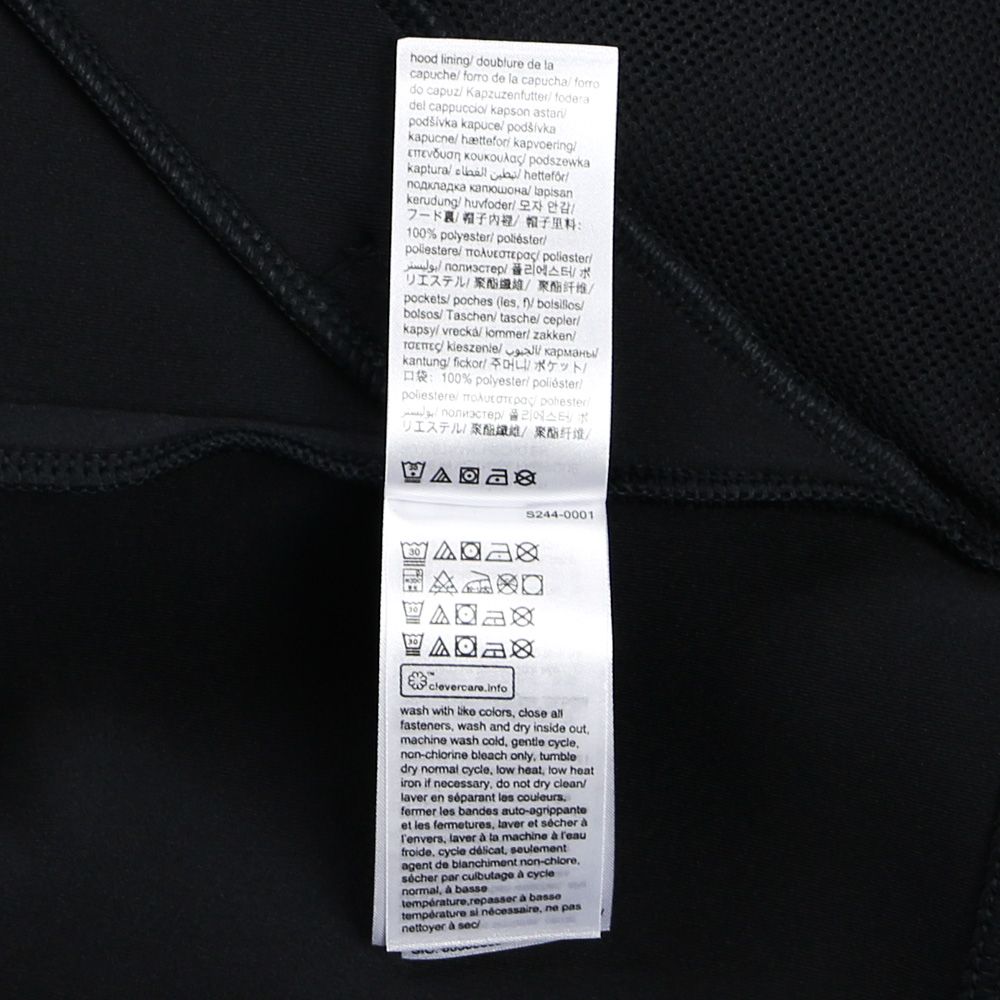 hood lining/ doublure de la
capuche/ forro de la capucha/ forro
do capuz/ Kapzuzenfutter/ fodera
del cappuccio/ kapson astarı/
podšívka kapuce/ podšívka
kapucne/ hættefor/ kapvoering/
επενδυση κουκουλας/ podszewka
kaptura/ تبطين الغطاء/ hettefôr/
подкладка капюшона/ lapisan
kerudung/ huvfoder/ 모자 안감/
フード裏/ 帽子內裡/ 帽子里料:
100% polyester/ poliéster/
poliestere/ πολυεστερας/ poliester/
بوليستر/ полиэстер/ 폴리에스터/ ポ
リエステル/ 聚酯纖維/ 聚酯纤维/
pockets/ poches (les, f)/ bolsillos/
bolsos/ Taschen/ tasche/ cepler/
kapsy/ vrecká/ lommer/ zakken/
τσεπες/ kieszenie/ الجيوب/ карманы/
kantung/ fickor/ 주머니/ ポケット/
口袋: 100% polyester/ poliéster/
poliestere/ πολυεστερας/ poliester/
بوليستر/ полиэстер/ 폴리에스터/ ポ
リエステル/ 聚酯纖維/ 聚酯纤维/
30
S244-0001
30
30
30
™
clevercare.info
wash with like colors, close all
fasteners, wash and dry inside out,
machine wash cold, gentle cycle,
non-chlorine bleach only, tumble
dry normal cycle, low heat, low heat
iron if necessary, do not dry clean/
laver en séparant les couleurs,
fermer les bandes auto-agrippante
et les fermetures, laver et sécher à
l'envers, laver à la machine à l'eau
froide, cycle délicat, seulement
agent de blanchiment non-chlore,
sécher par culbutage à cycle
normal, à basse
température,repasser à basse
température si nécessaire, ne pas
nettoyer à sec/